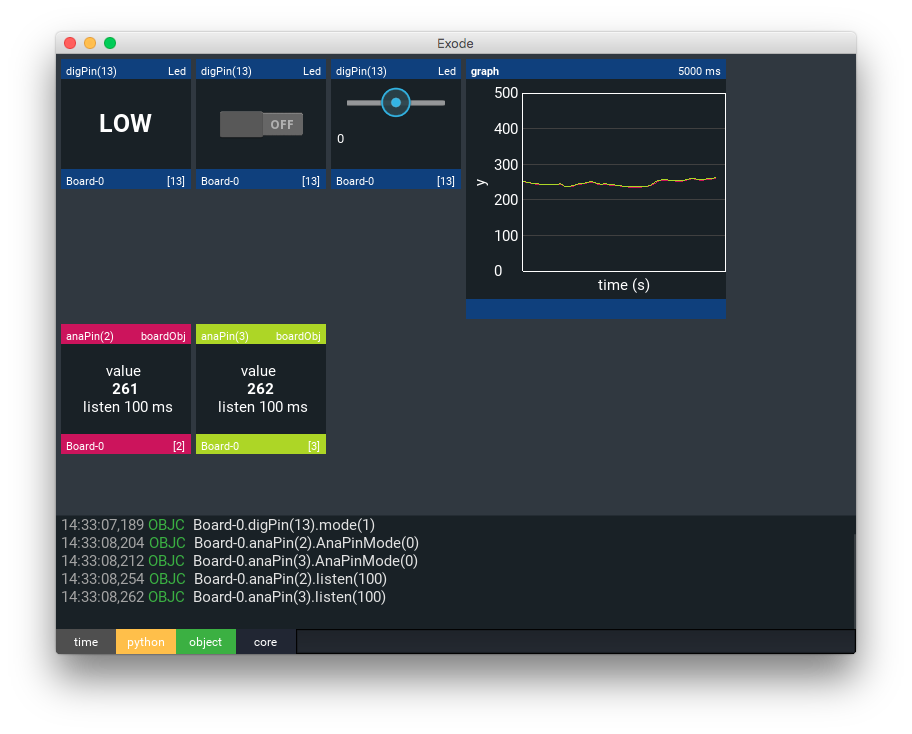 Exode
digPin(13) Led
LOW
Board-0 [13]
digPin(13) Led
OFF
Board-0 [13]
digPin(13) Led
0
Board-0 [13]
graph 5000 ms
500
400
300
200
100
0
y
time (s)
anaPin(2) boardObj
value
261
listen 100 ms
Board-0 [2]
anaPin(3) boardObj
value
262
listen 100 ms
Board-0 [3]
14:33:07,189 OBJC Board-0.digPin(13).mode(1)
14:33:08,204 OBJC Board-0.anaPin(2).AnaPinMode(0)
14:33:08,212 OBJC Board-0.anaPin(3).AnaPinMode(0)
14:33:08,254 OBJC Board-0.anaPin(2).listen(100)
14:33:08,262 OBJC Board-0.anaPin(3).listen(100)
time python object core